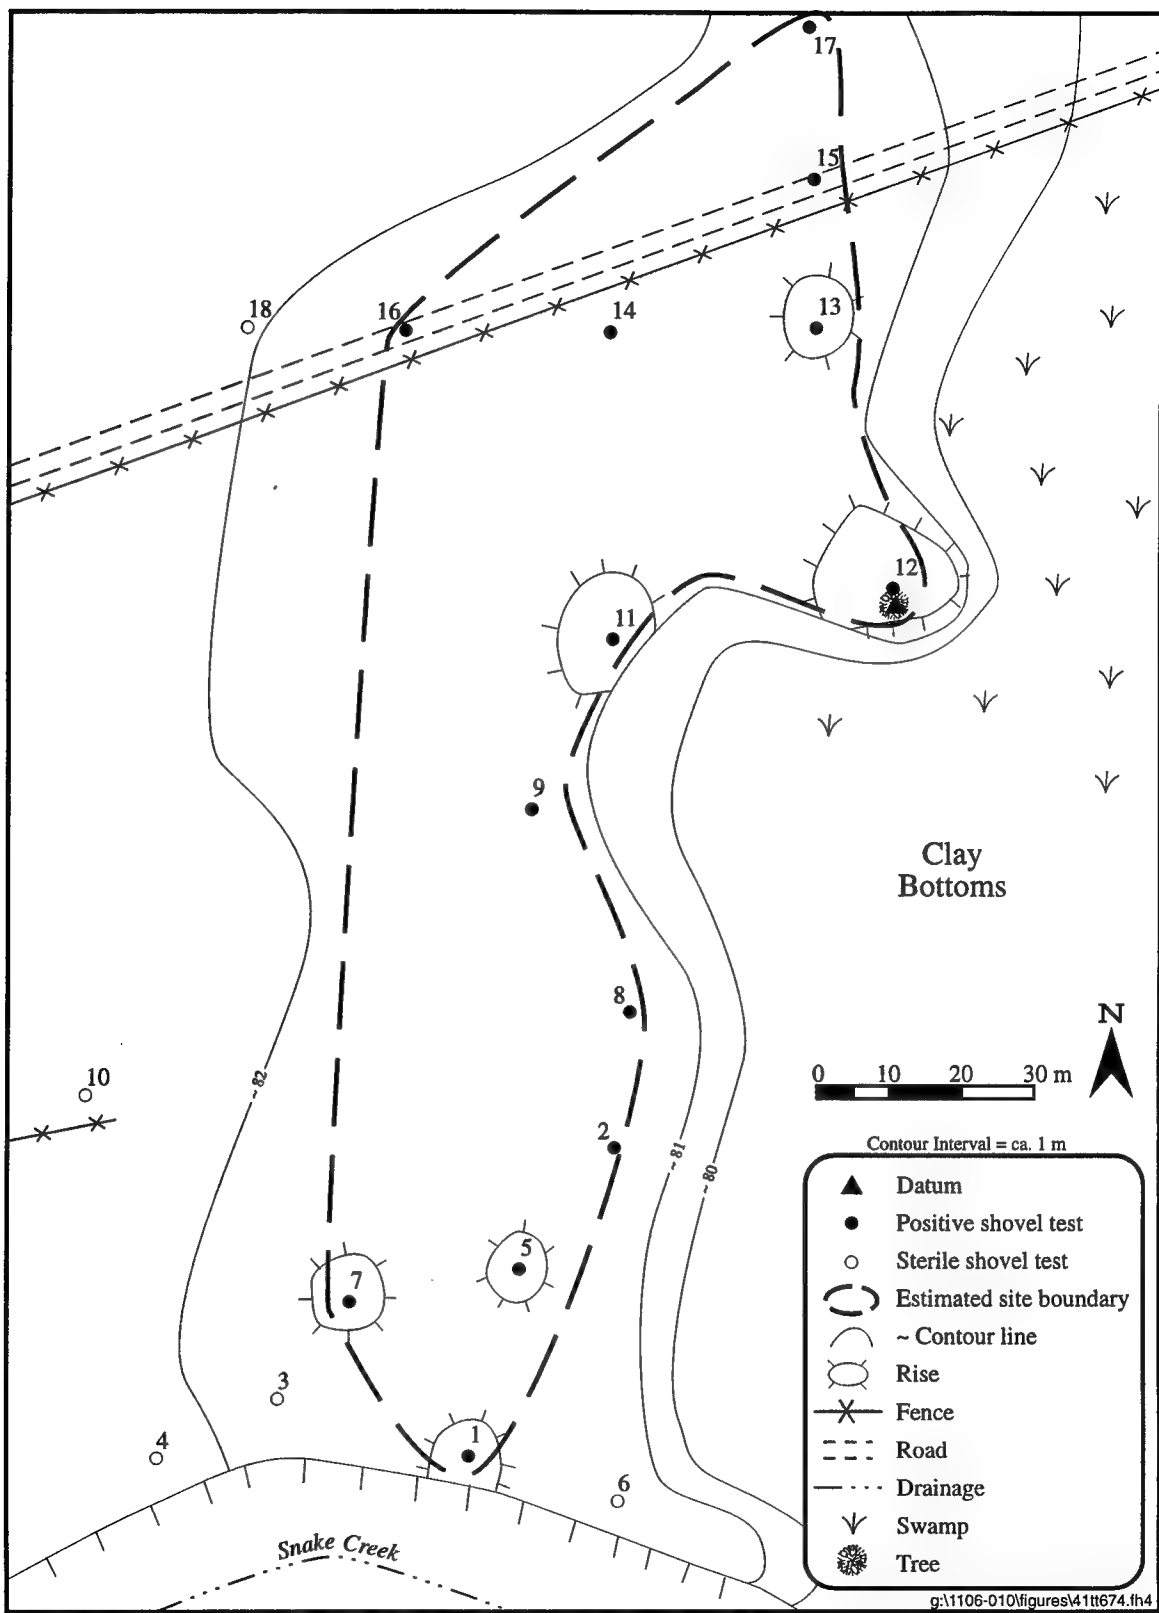 17
15
18
16
14
13
12
11
9
Clay
Bottoms
8
N
10
~ 82
0 10 20 30 m
2
~ 81
~ 80
Contour Interval = ca. 1 m
Datum
Positive shovel test
Sterile shovel test
Estimated site boundary
~ Contour line
Rise
Fence
Road
Drainage
Swamp
Tree
5
7
3
4
1
6
Snake Creek
g:\1106-010\figures\41tt674.fh4